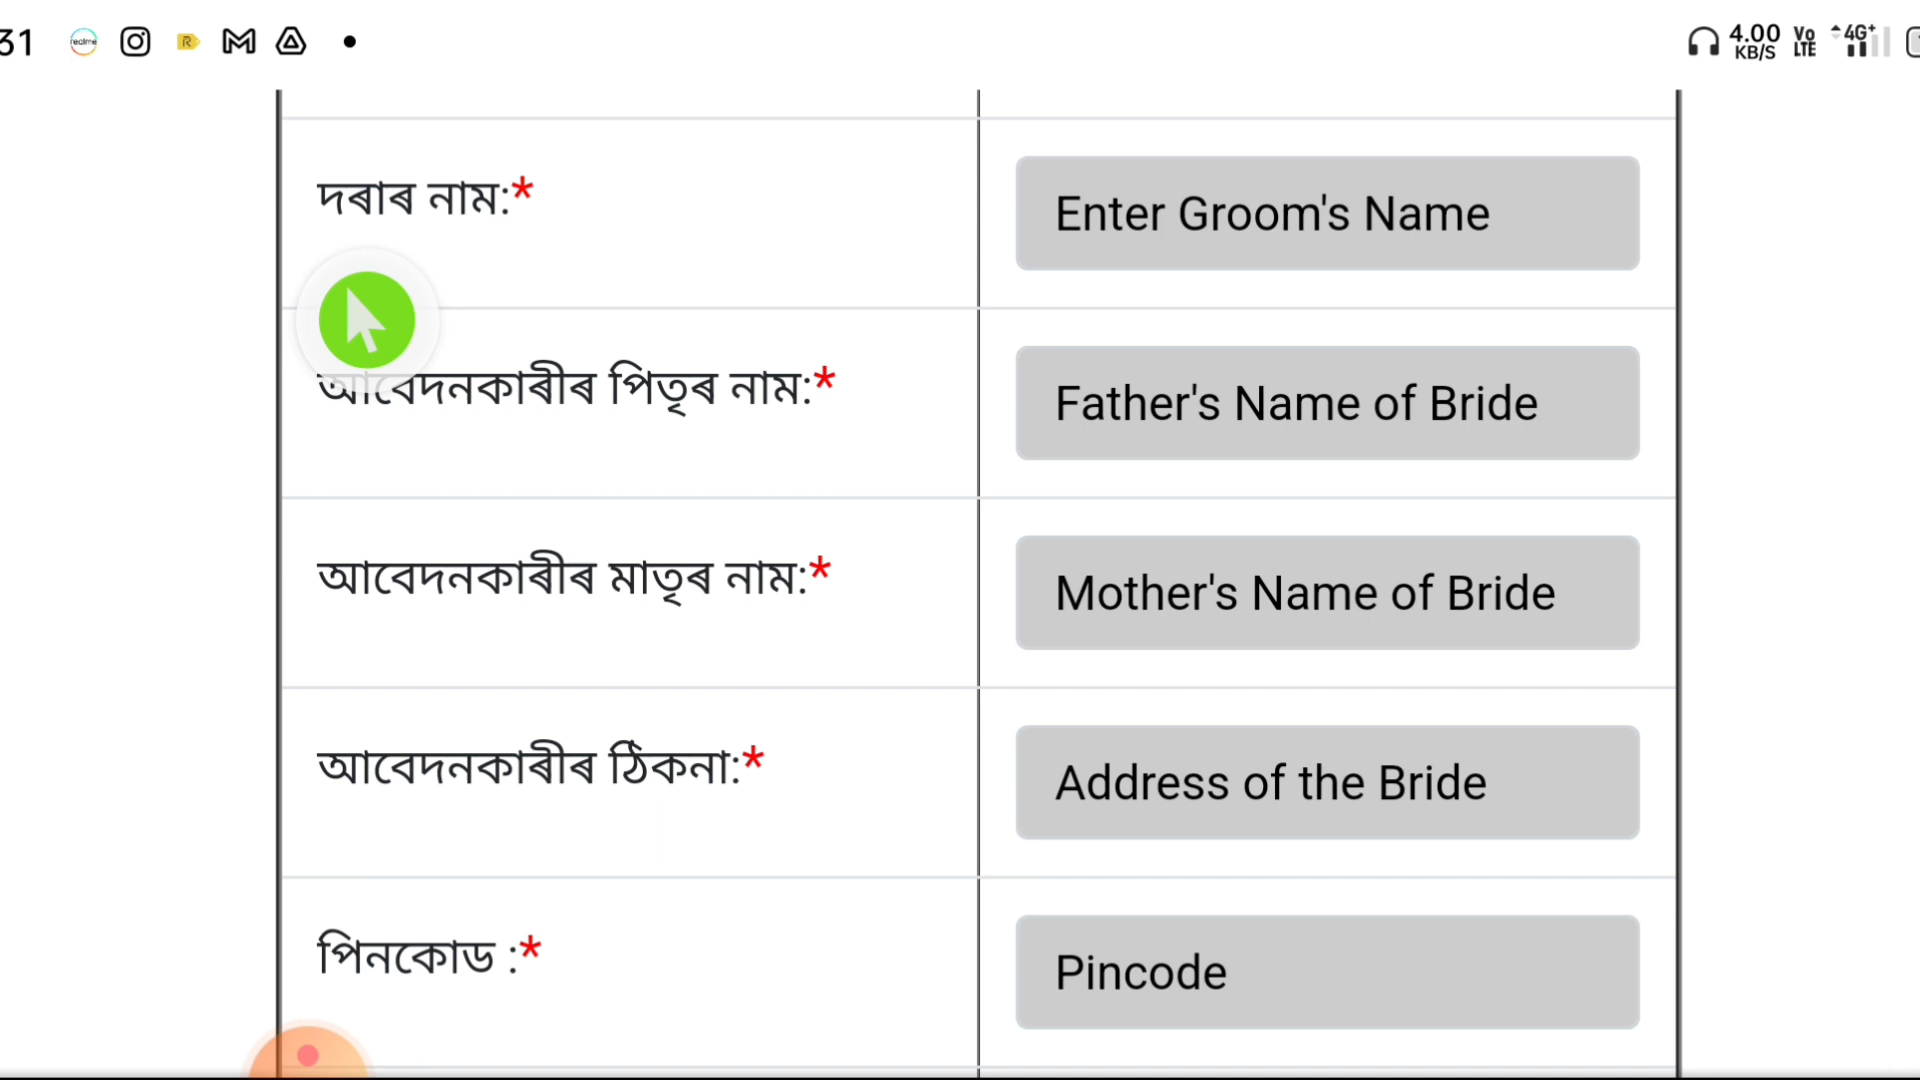 31
realme
R
4.00
KB/S
Vo
LTE
4G+
দৰাৰ নাম:*
Enter Groom's Name
আবেদনকাৰীৰ পিতৃৰ নাম:*
Father's Name of Bride
আবেদনকাৰীৰ মাতৃৰ নাম:*
Mother's Name of Bride
আবেদনকাৰীৰ ঠিকনা:*
Address of the Bride
পিনকোড :*
Pincode